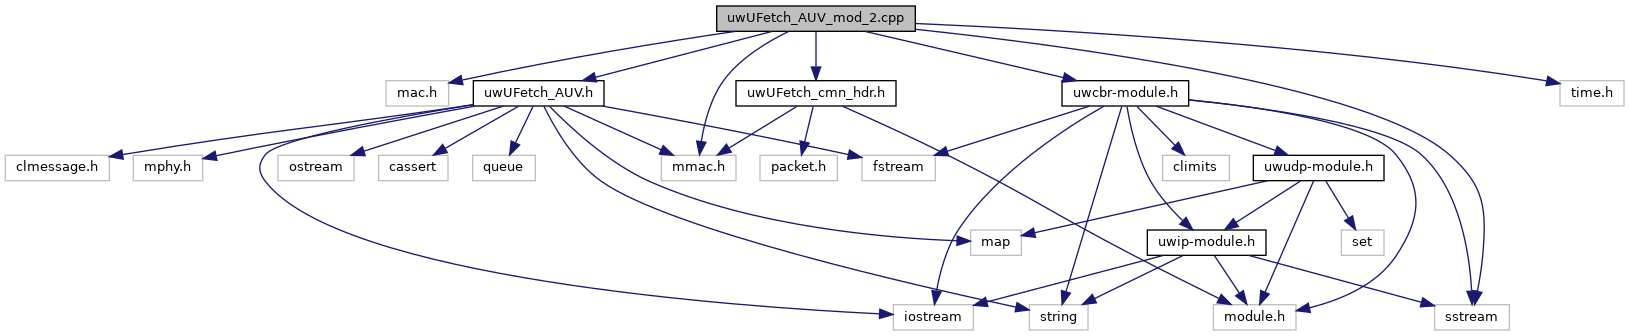 uwUFetch_AUV_mod_2.cpp
mac.h
uwUFetch_AUV.h
uwUFetch_cmn_hdr.h
uwcbr-module.h
time.h
clmessage.h
mphy.h
ostream
cassert
queue
mmac.h
packet.h
fstream
climits
uwudp-module.h
map
uwip-module.h
set
iostream
string
module.h
sstream